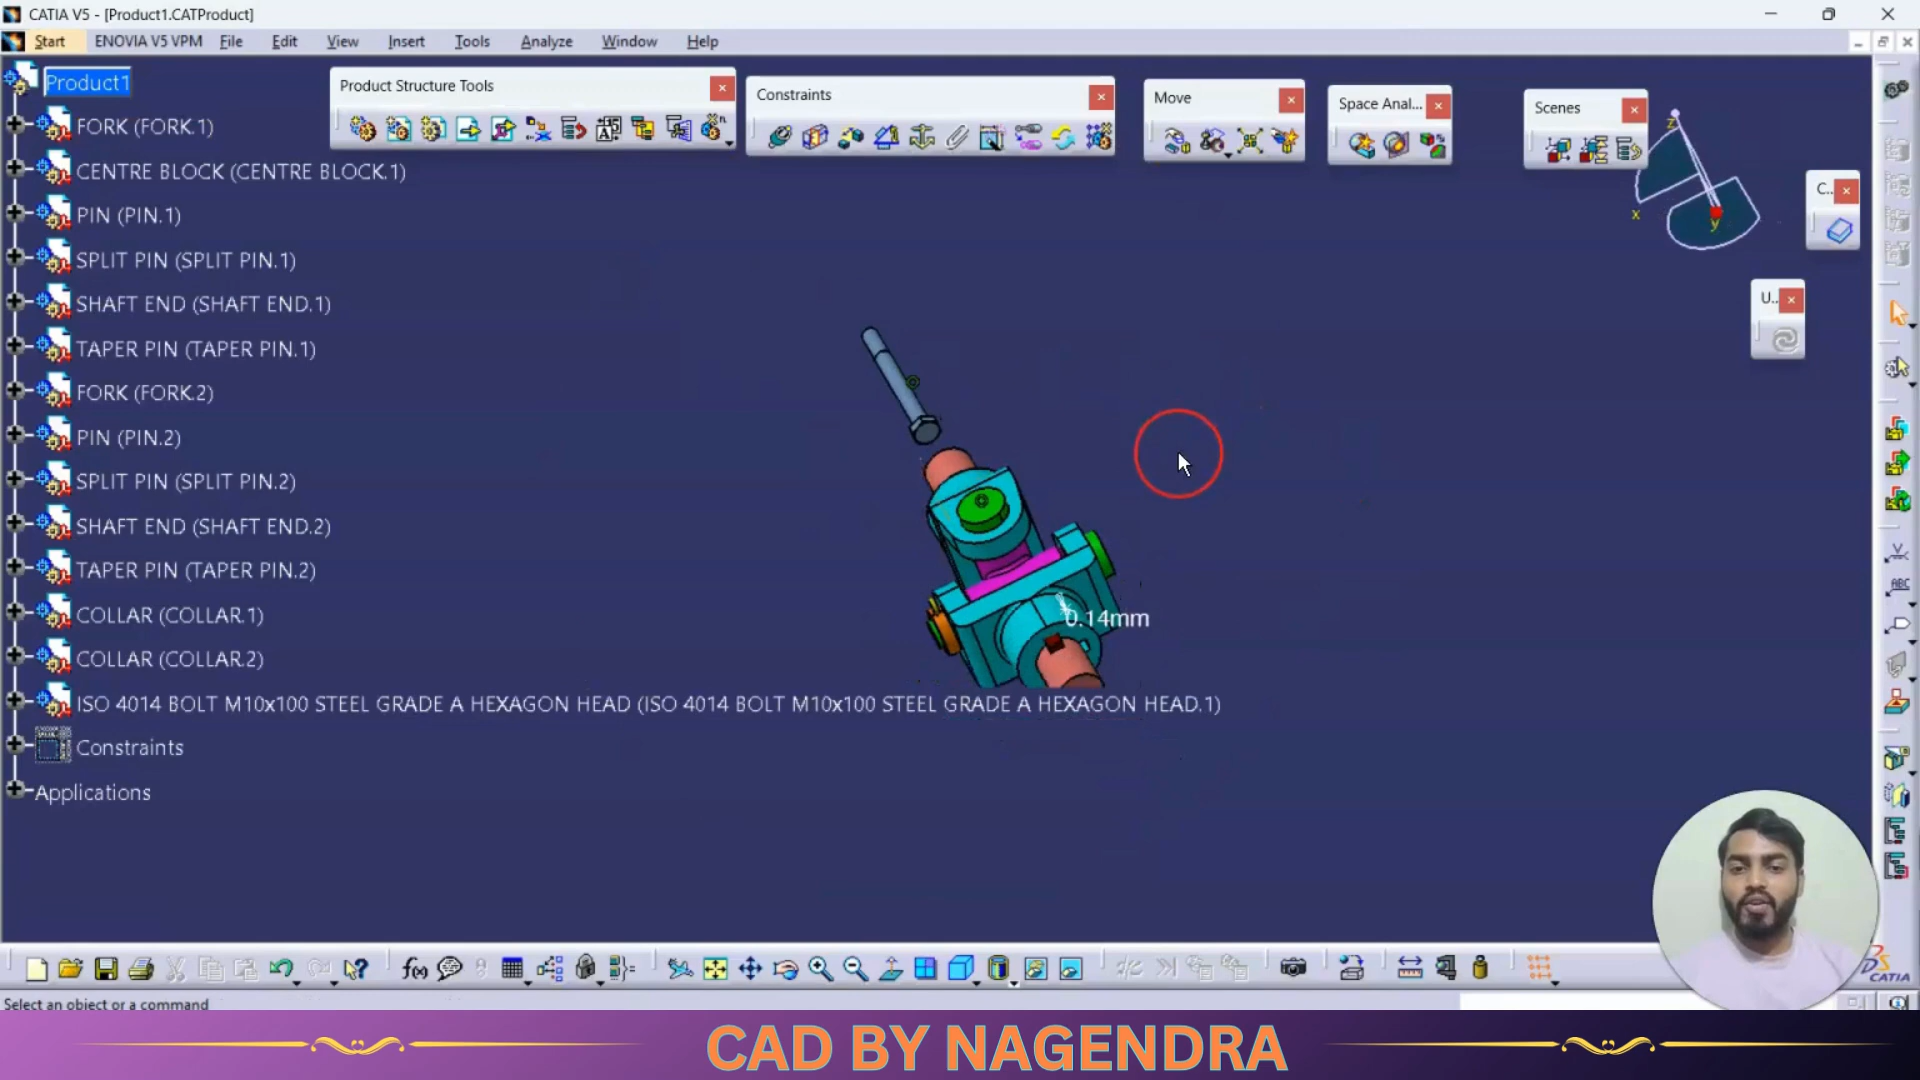 CATIA V5 - [Product1.CATProduct]
Start ENOVIA V5 VPM File Edit View Insert Tools Analyze Window Help
Product1
FORK (FORK.1)
CENTRE BLOCK (CENTRE BLOCK.1)
PIN (PIN.1)
SPLIT PIN (SPLIT PIN.1)
SHAFT END (SHAFT END.1)
TAPER PIN (TAPER PIN.1)
FORK (FORK.2)
PIN (PIN.2)
SPLIT PIN (SPLIT PIN.2)
SHAFT END (SHAFT END.2)
TAPER PIN (TAPER PIN.2)
COLLAR (COLLAR.1)
COLLAR (COLLAR.2)
ISO 4014 BOLT M10x100 STEEL GRADE A HEXAGON HEAD (ISO 4014 BOLT M10x100 STEEL GRADE A HEXAGON HEAD.1)
Constraints
Applications
Product Structure Tools
Constraints
Move
Space Anal...
Scenes
C..
U..
z
x
y
0.14mm
ABC
f(x)
DS
CATIA
Select an object or a command
CAD BY NAGENDRA